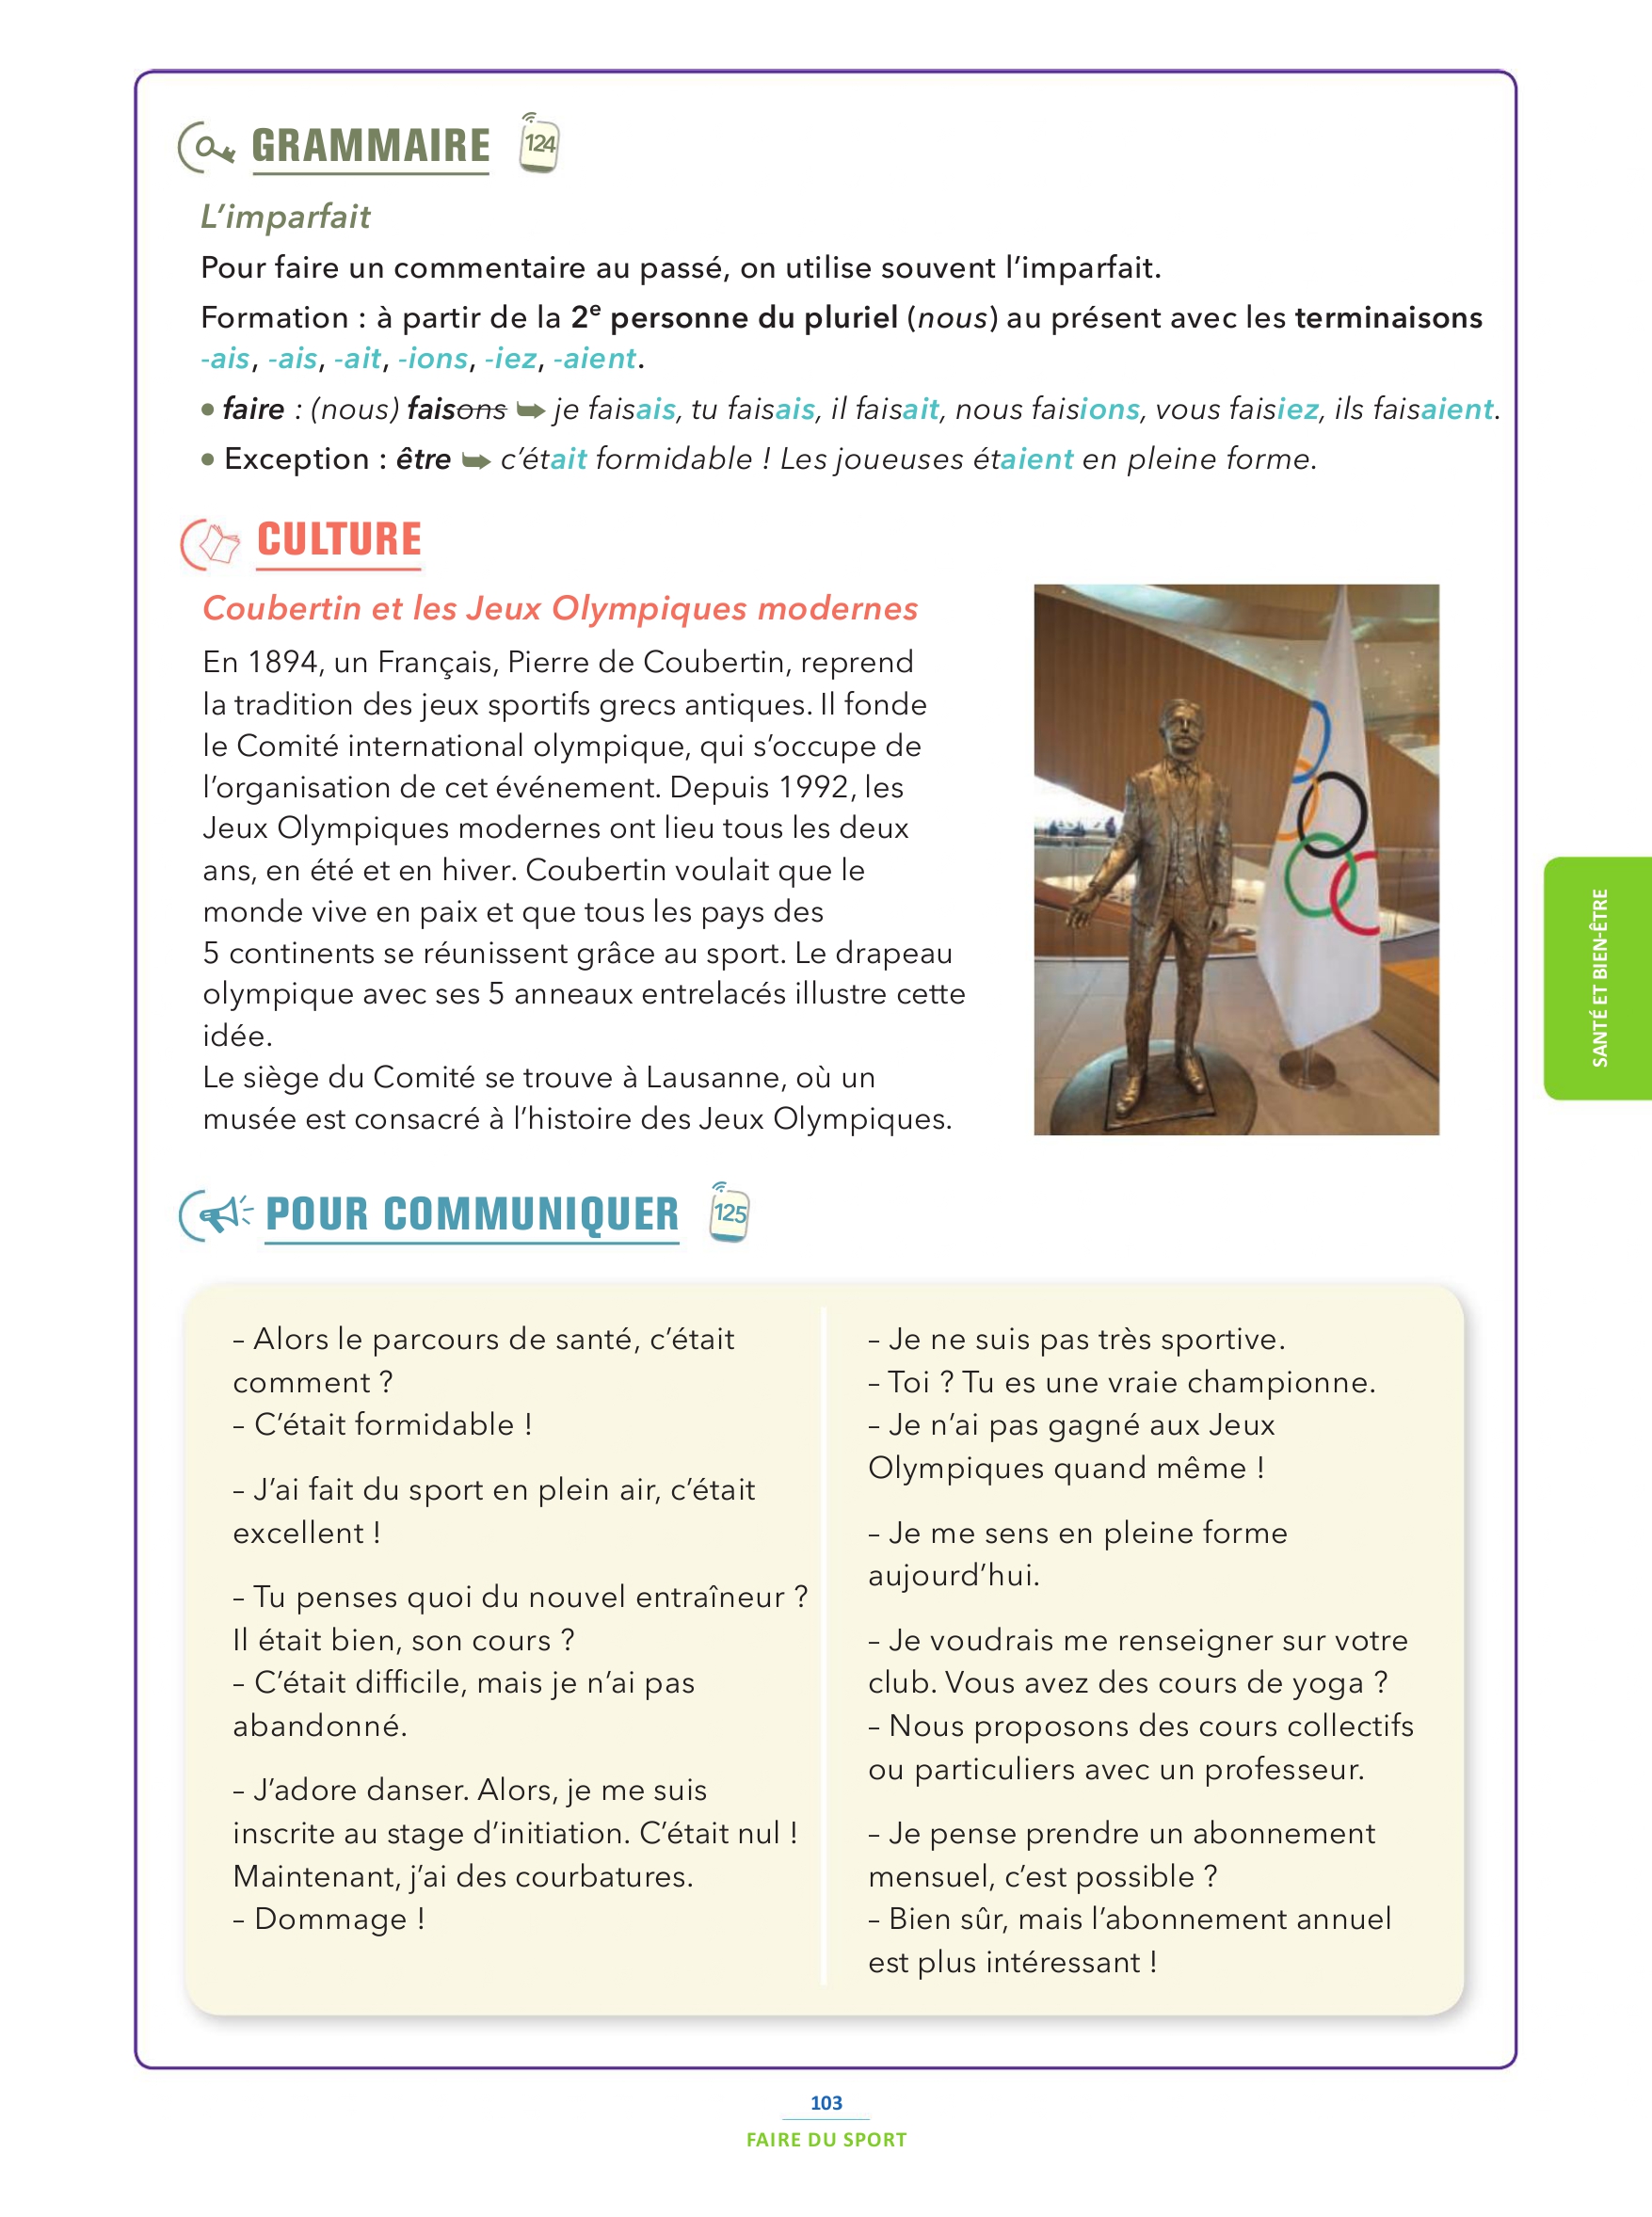 GRAMMAIRE 124
L'imparfait
Pour faire un commentaire au passé, on utilise souvent l'imparfait.
Formation : à partir de la 2e personne du pluriel (nous) au présent avec les terminaisons
-ais, -ais, -ait, -ions, -iez, -aient.
• faire : (nous) faisons ➥ je faisais, tu faisais, il faisait, nous faisions, vous faisiez, ils faisaient.
• Exception : être ➥ c'était formidable ! Les joueuses étaient en pleine forme.
CULTURE
Coubertin et les Jeux Olympiques modernes
En 1894, un Français, Pierre de Coubertin, reprend
la tradition des jeux sportifs grecs antiques. Il fonde
le Comité international olympique, qui s'occupe de
l'organisation de cet événement. Depuis 1992, les
Jeux Olympiques modernes ont lieu tous les deux
ans, en été et en hiver. Coubertin voulait que le
monde vive en paix et que tous les pays des
5 continents se réunissent grâce au sport. Le drapeau
olympique avec ses 5 anneaux entrelacés illustre cette
idée.
Le siège du Comité se trouve à Lausanne, où un
musée est consacré à l'histoire des Jeux Olympiques.
SANTÉ ET BIEN-ÊTRE
POUR COMMUNIQUER 125
– Alors le parcours de santé, c'était
comment ?
– C'était formidable !
– J'ai fait du sport en plein air, c'était
excellent !
– Tu penses quoi du nouvel entraîneur ?
Il était bien, son cours ?
– C'était difficile, mais je n'ai pas
abandonné.
– J'adore danser. Alors, je me suis
inscrite au stage d'initiation. C'était nul !
Maintenant, j'ai des courbatures.
– Dommage !
– Je ne suis pas très sportive.
– Toi ? Tu es une vraie championne.
– Je n'ai pas gagné aux Jeux
Olympiques quand même !
– Je me sens en pleine forme
aujourd'hui.
– Je voudrais me renseigner sur votre
club. Vous avez des cours de yoga ?
– Nous proposons des cours collectifs
ou particuliers avec un professeur.
– Je pense prendre un abonnement
mensuel, c'est possible ?
– Bien sûr, mais l'abonnement annuel
est plus intéressant !
103
FAIRE DU SPORT